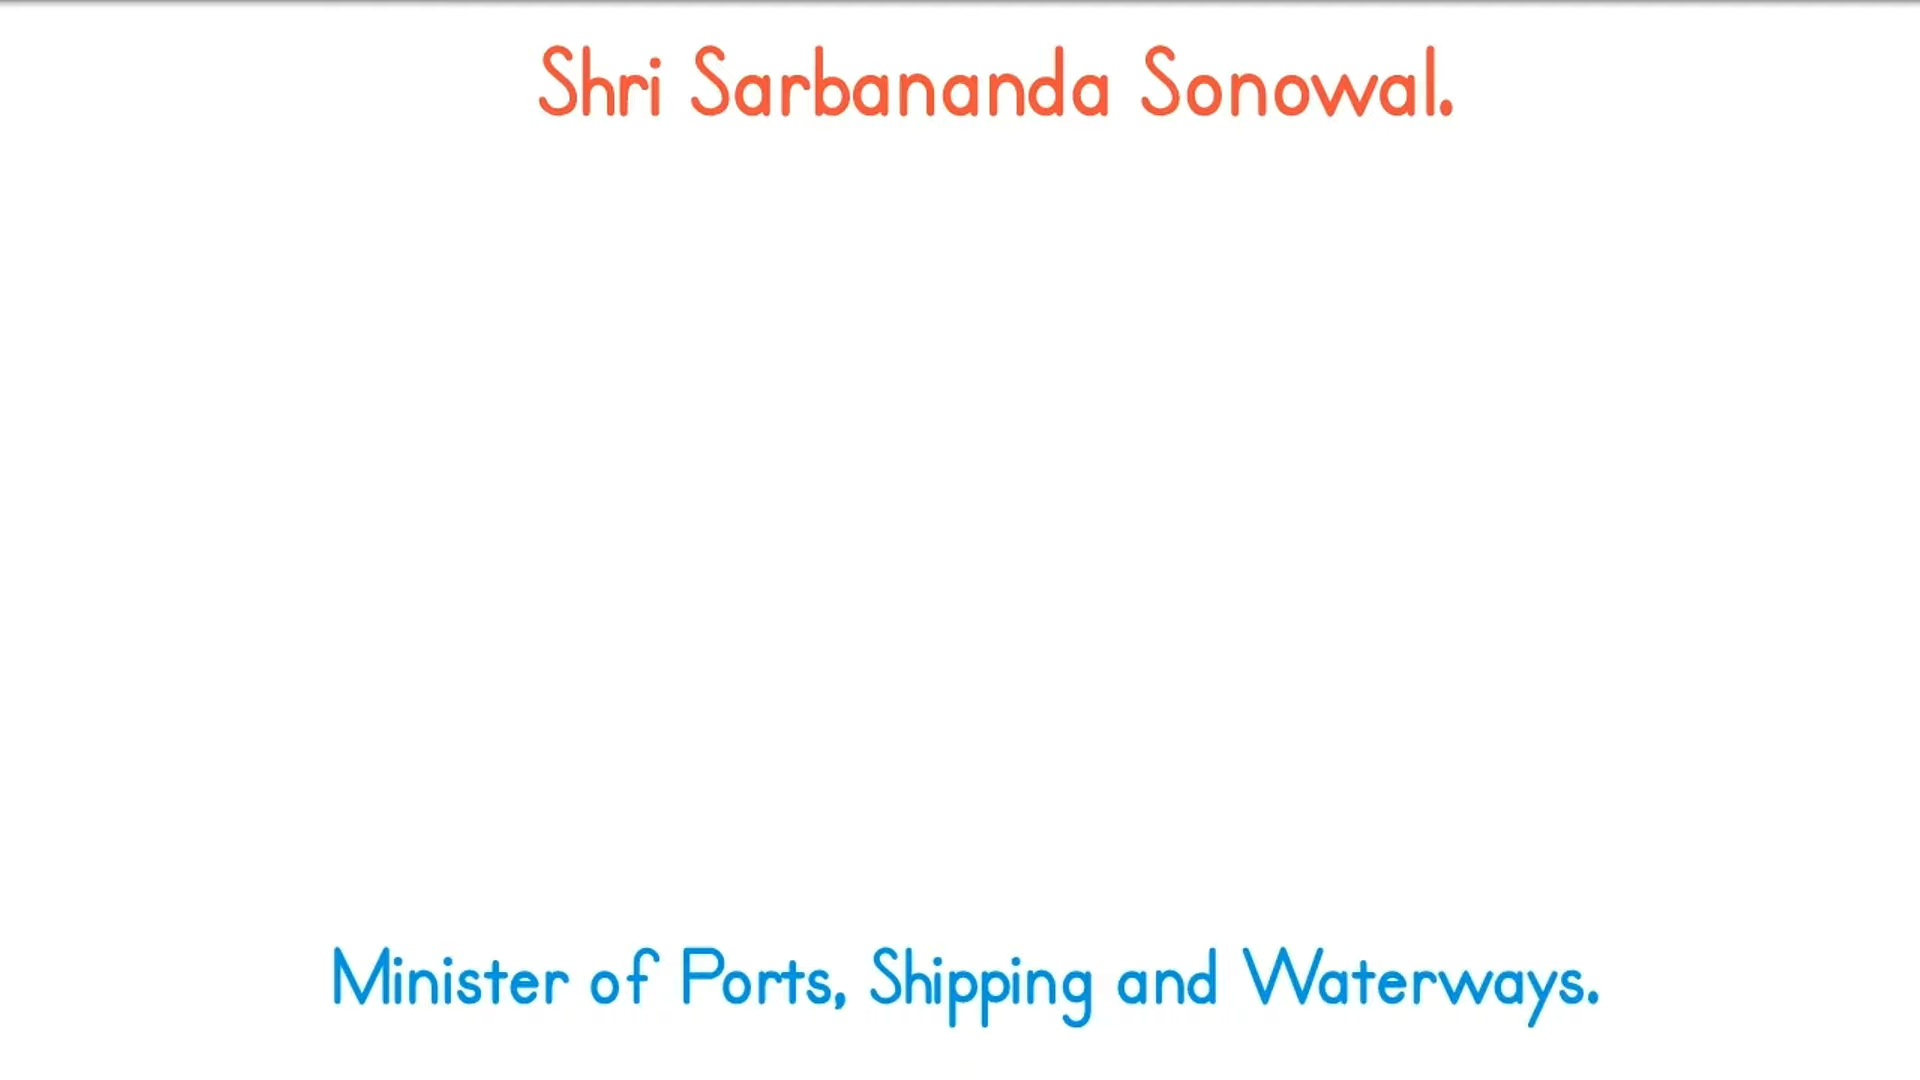 Shri Sarbananda Sonowal.
Minister of Ports, Shipping and Waterways.